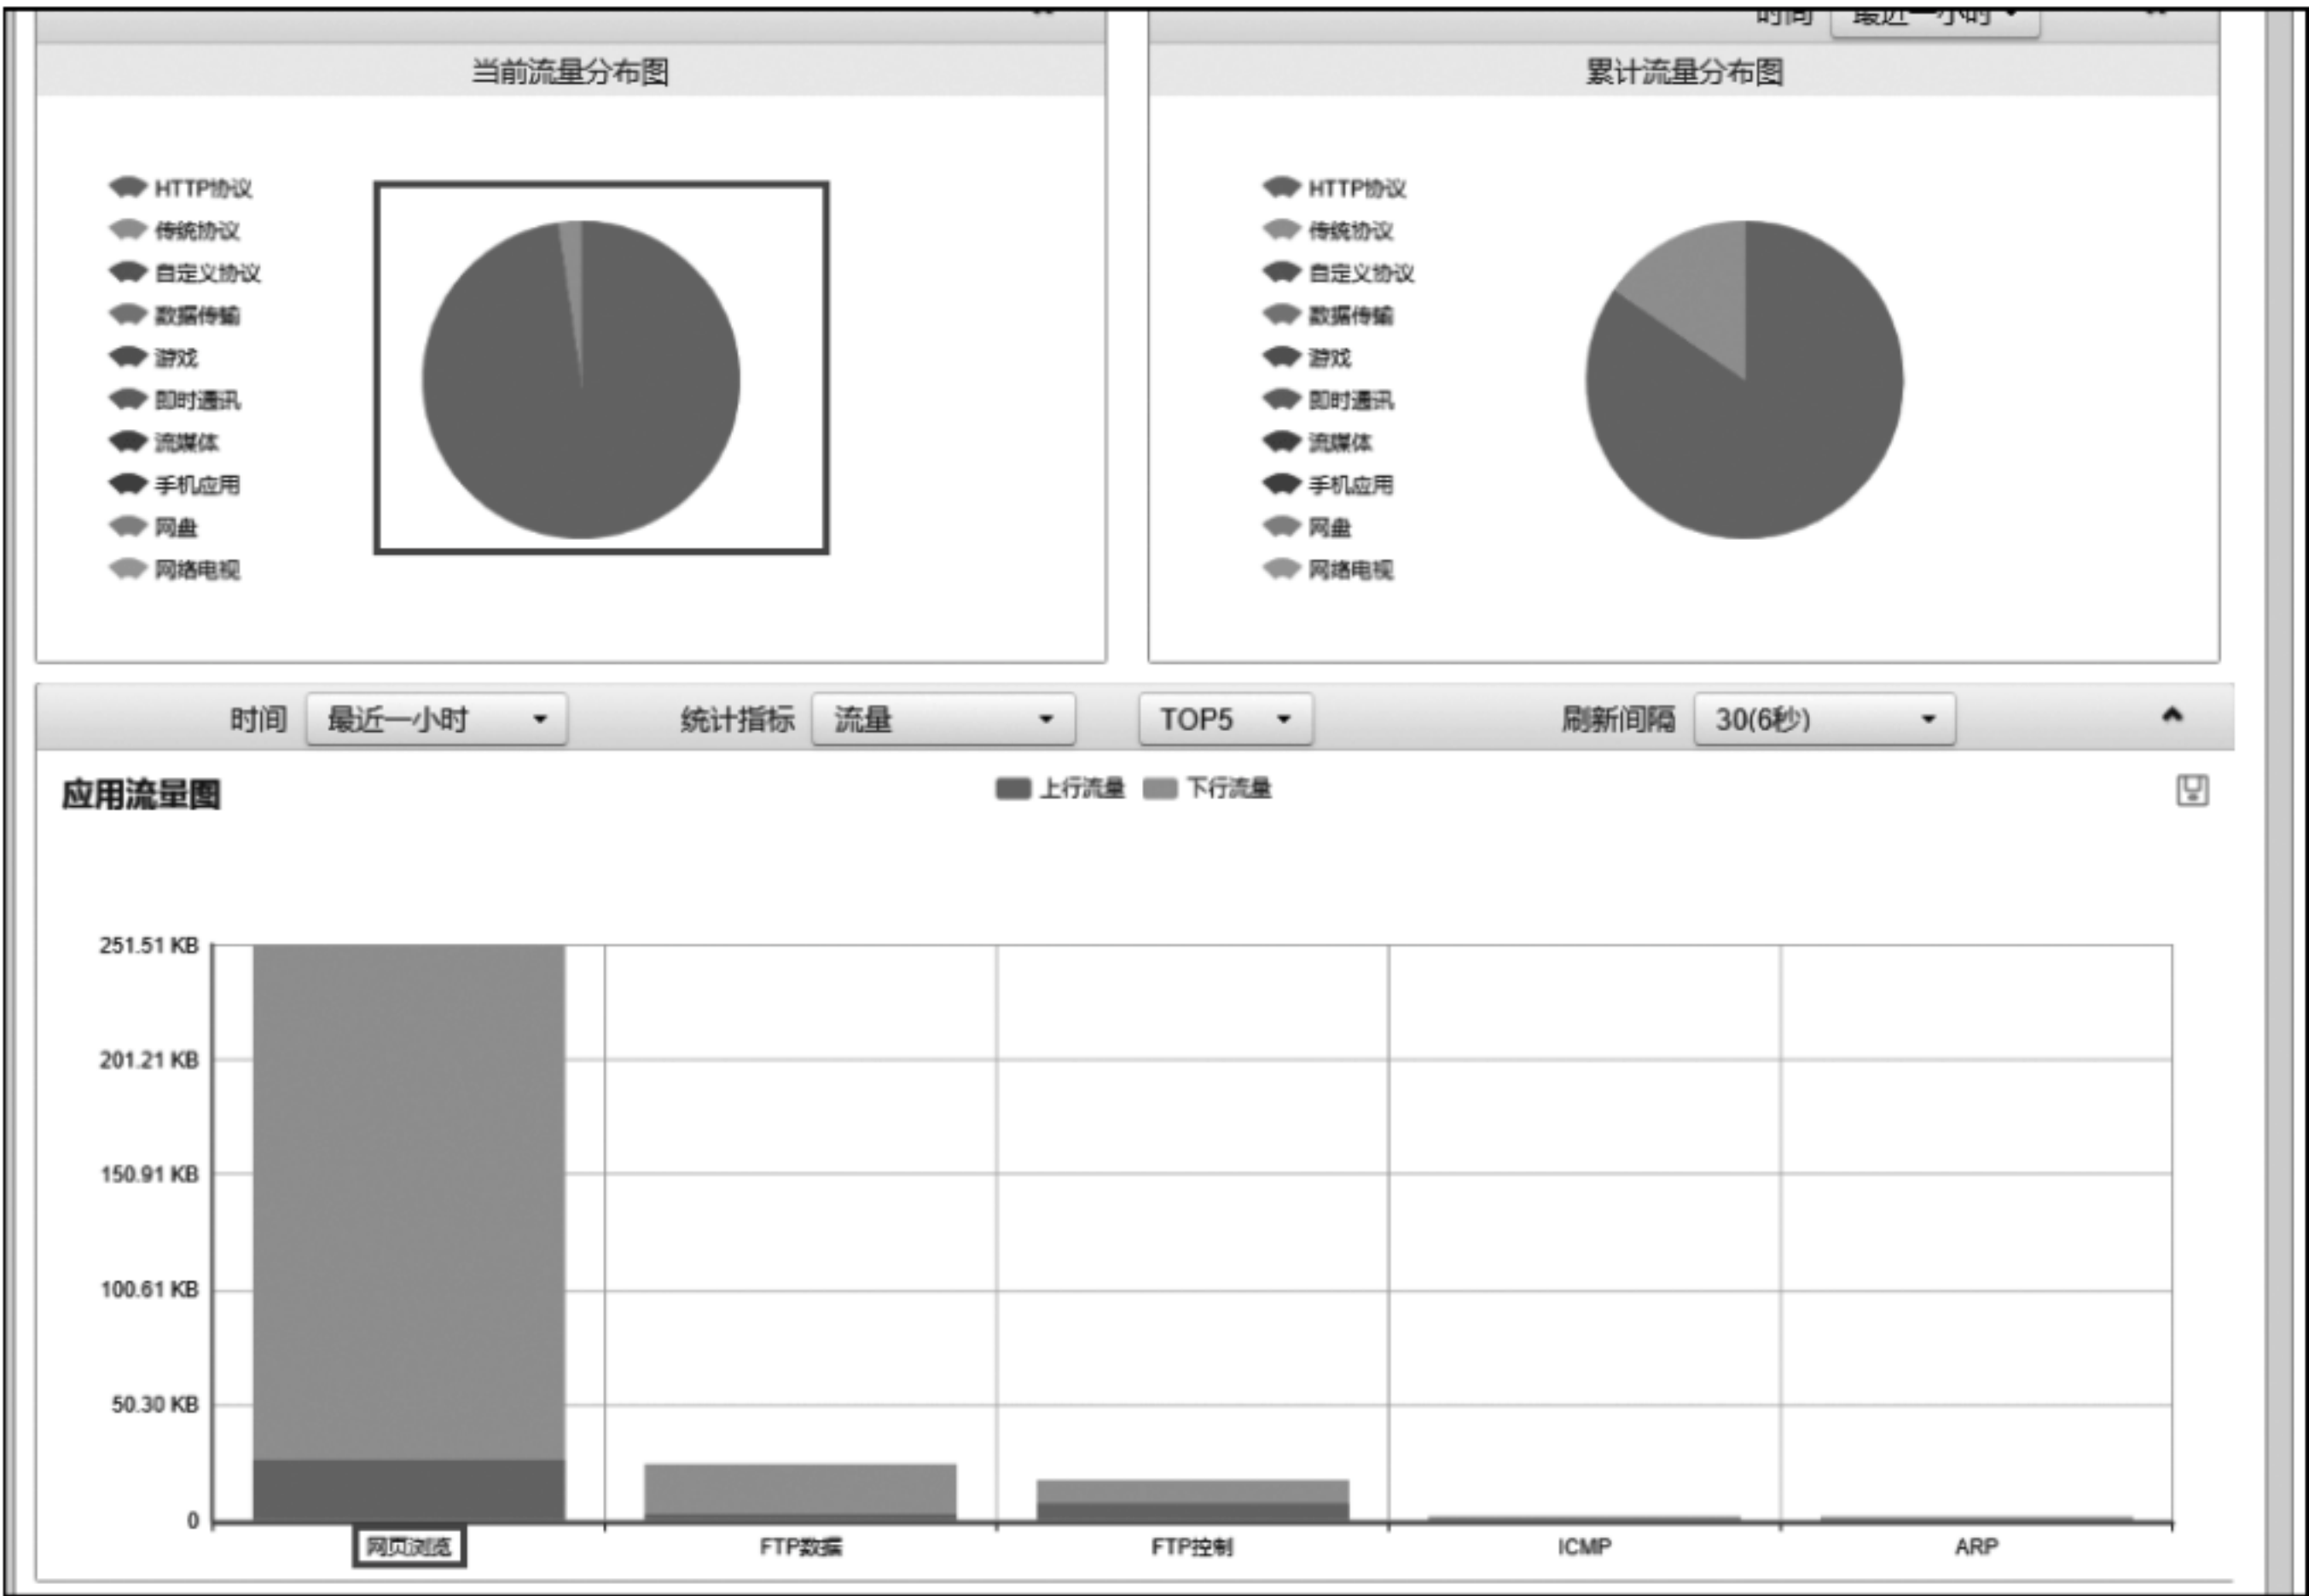 时间 最近一小时
当前流量分布图
累计流量分布图
HTTP协议
传统协议
自定义协议
数据传输
游戏
即时通讯
流媒体
手机应用
网盘
网络电视
HTTP协议
传统协议
自定义协议
数据传输
游戏
即时通讯
流媒体
手机应用
网盘
网络电视
时间 最近一小时 统计指标 流量 TOP5 刷新间隔 30(6秒)
应用流量图
上行流量 下行流量
251.51 KB
201.21 KB
150.91 KB
100.61 KB
50.30 KB
0
网页浏览 FTP数据 FTP控制 ICMP ARP